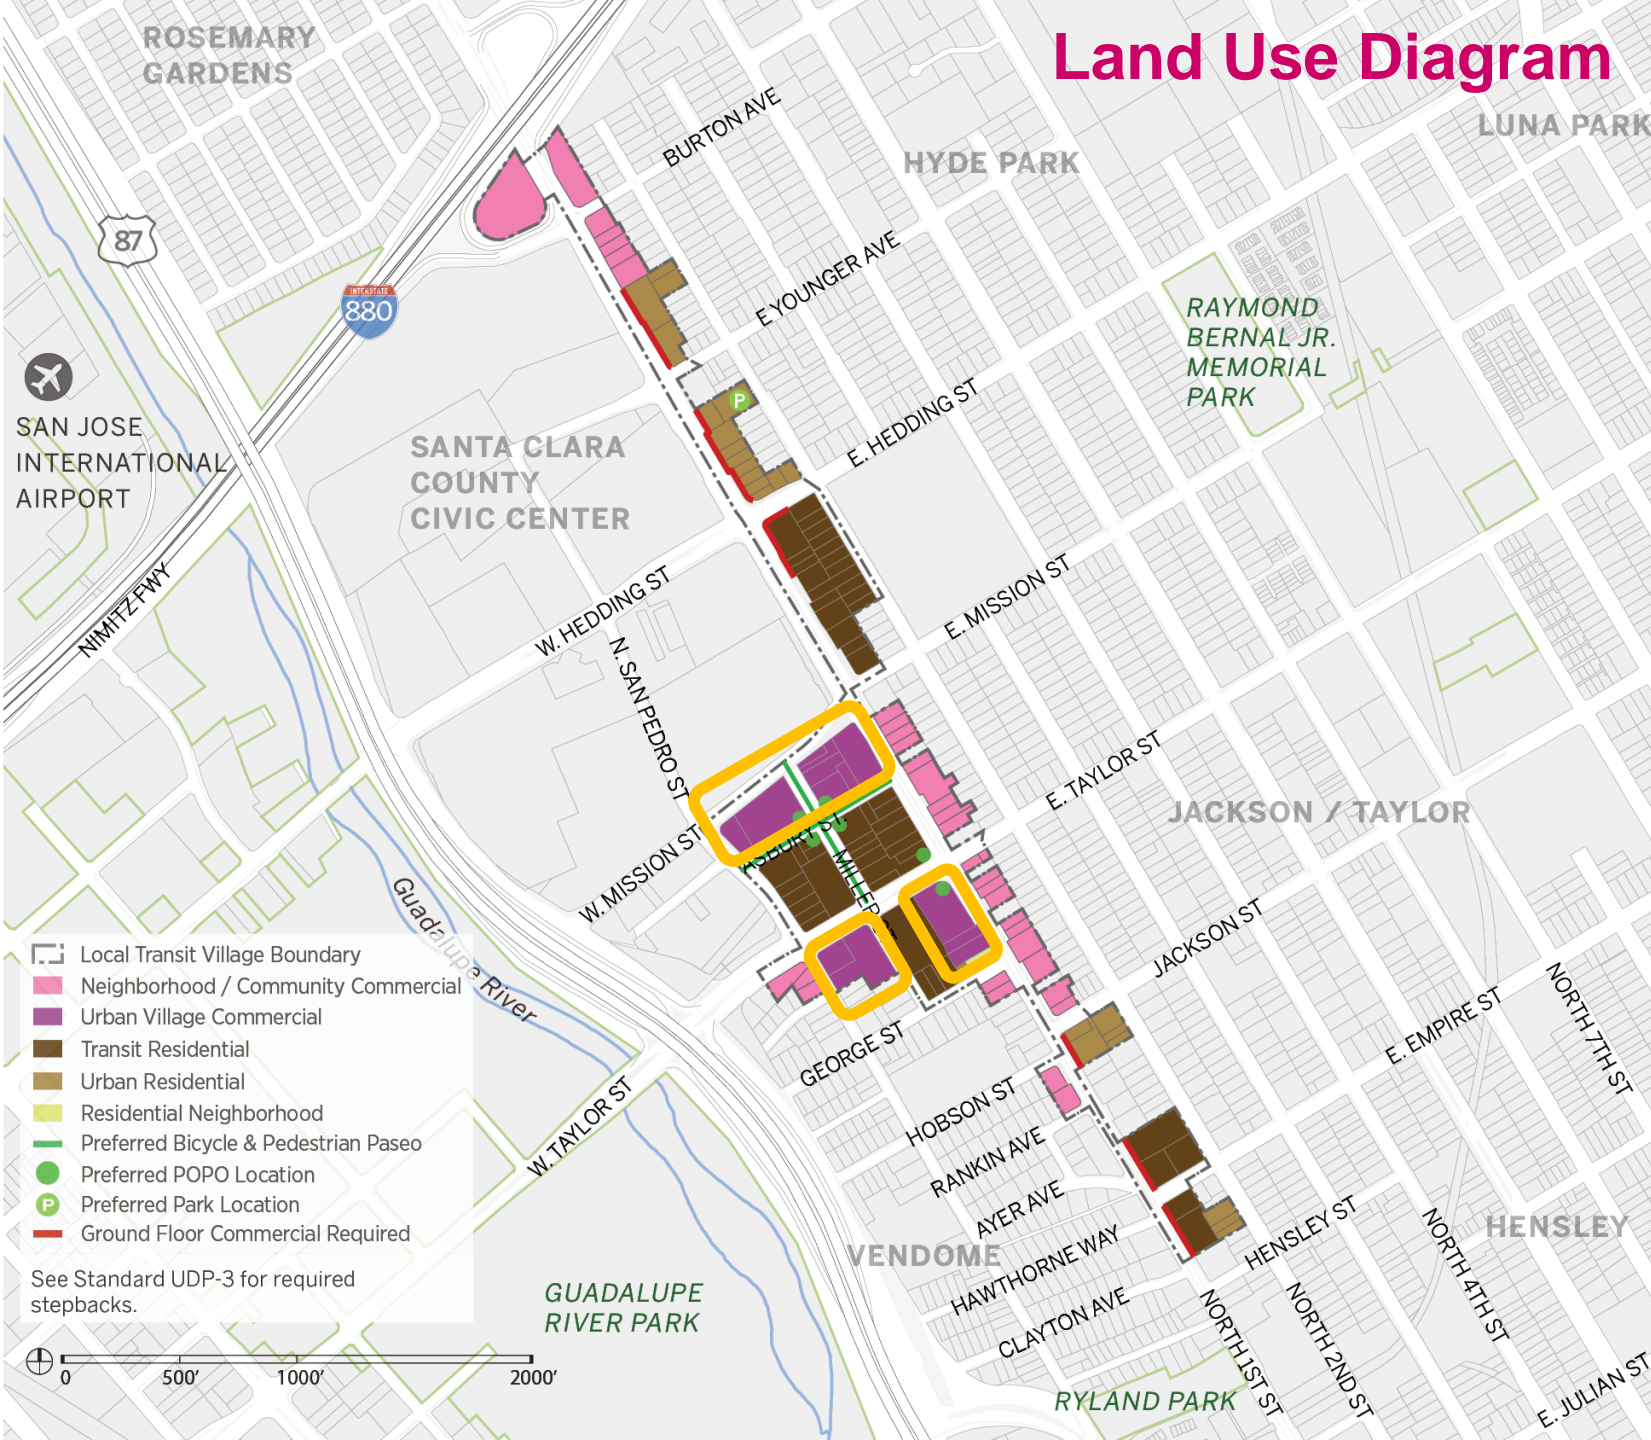 Land Use Diagram
ROSEMARY
GARDENS
BURTON AVE
LUNA PARK
HYDE PARK
87
INTERSTATE
880
E YOUNGER AVE
RAYMOND
BERNAL JR.
MEMORIAL
PARK
SAN JOSE
INTERNATIONAL
AIRPORT
P
SANTA CLARA
COUNTY
CIVIC CENTER
E. HEDDING ST
NIMITZ FWY
W. HEDDING ST
E. MISSION ST
N. SAN PEDRO ST
E. TAYLOR ST
JACKSON / TAYLOR
W. MISSION ST
ASBURY ST.
MILLER ST
Guadalupe River
JACKSON ST
E. EMPIRE ST
NORTH 7TH ST
GEORGE ST
HOBSON ST
W. TAYLOR ST
RANKIN AVE
AYER AVE
HAWTHORNE WAY
CLAYTON AVE
VENDOME
HENSLEY ST
HENSLEY
NORTH 1ST ST
NORTH 2ND ST
NORTH 4TH ST
E. JULIAN ST
GUADALUPE
RIVER PARK
RYLAND PARK
Local Transit Village Boundary
Neighborhood / Community Commercial
Urban Village Commercial
Transit Residential
Urban Residential
Residential Neighborhood
Preferred Bicycle & Pedestrian Paseo
Preferred POPO Location
P Preferred Park Location
Ground Floor Commercial Required
See Standard UDP-3 for required
stepbacks.
0 500' 1000' 2000'